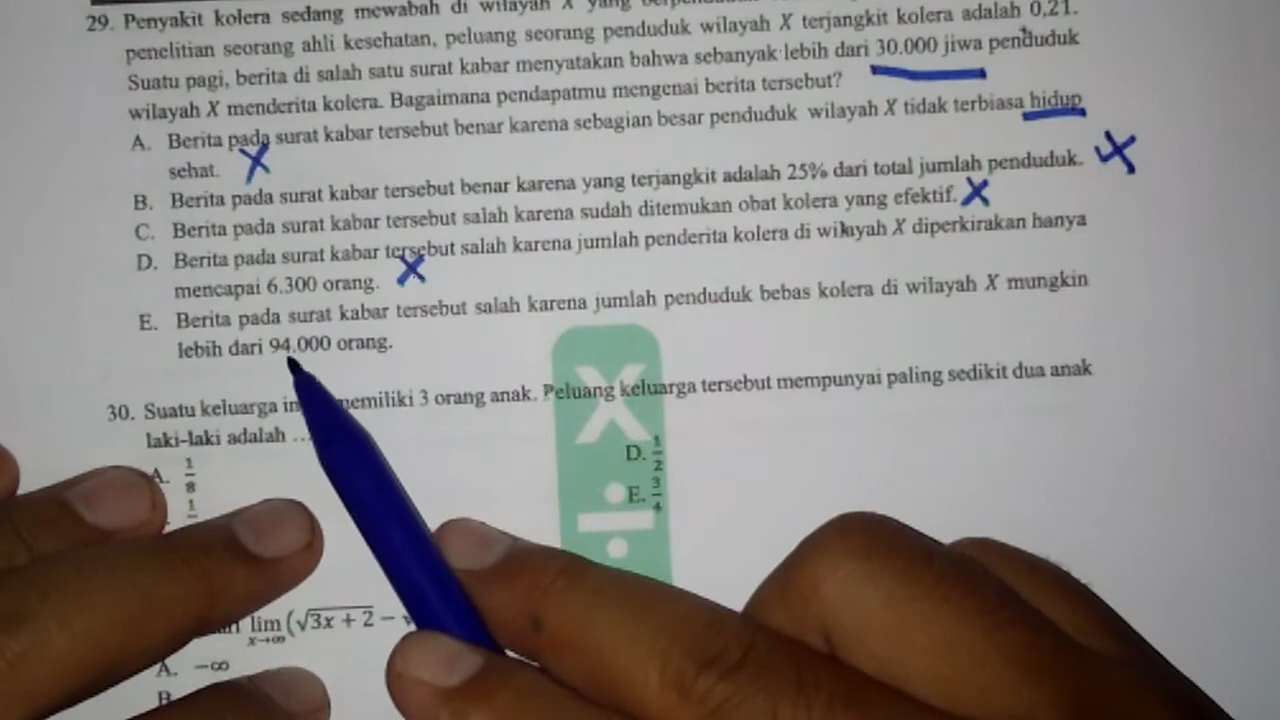 29. Penyakit kolera sedang mewabah di wilayah X yang
penelitian seorang ahli kesehatan, peluang seorang penduduk wilayah X terjangkit kolera adalah 0,21.
Suatu pagi, berita di salah satu surat kabar menyatakan bahwa sebanyak lebih dari 30.000 jiwa penduduk
wilayah X menderita kolera. Bagaimana pendapatmu mengenai berita tersebut?
A. Berita pada surat kabar tersebut benar karena sebagian besar penduduk wilayah X tidak terbiasa hidup
sehat.
B. Berita pada surat kabar tersebut benar karena yang terjangkit adalah 25% dari total jumlah penduduk.
C. Berita pada surat kabar tersebut salah karena sudah ditemukan obat kolera yang efektif.
D. Berita pada surat kabar tersebut salah karena jumlah penderita kolera di wilayah X diperkirakan hanya
mencapai 6.300 orang.
E. Berita pada surat kabar tersebut salah karena jumlah penduduk bebas kolera di wilayah X mungkin
lebih dari 94.000 orang.
30. Suatu keluarga memiliki 3 orang anak. Peluang keluarga tersebut mempunyai paling sedikit dua anak
laki-laki adalah ...
A. 1/8
D. 1/2
E. 3/4
lim x→∞ (√3x + 2 −
A. −∞
B.